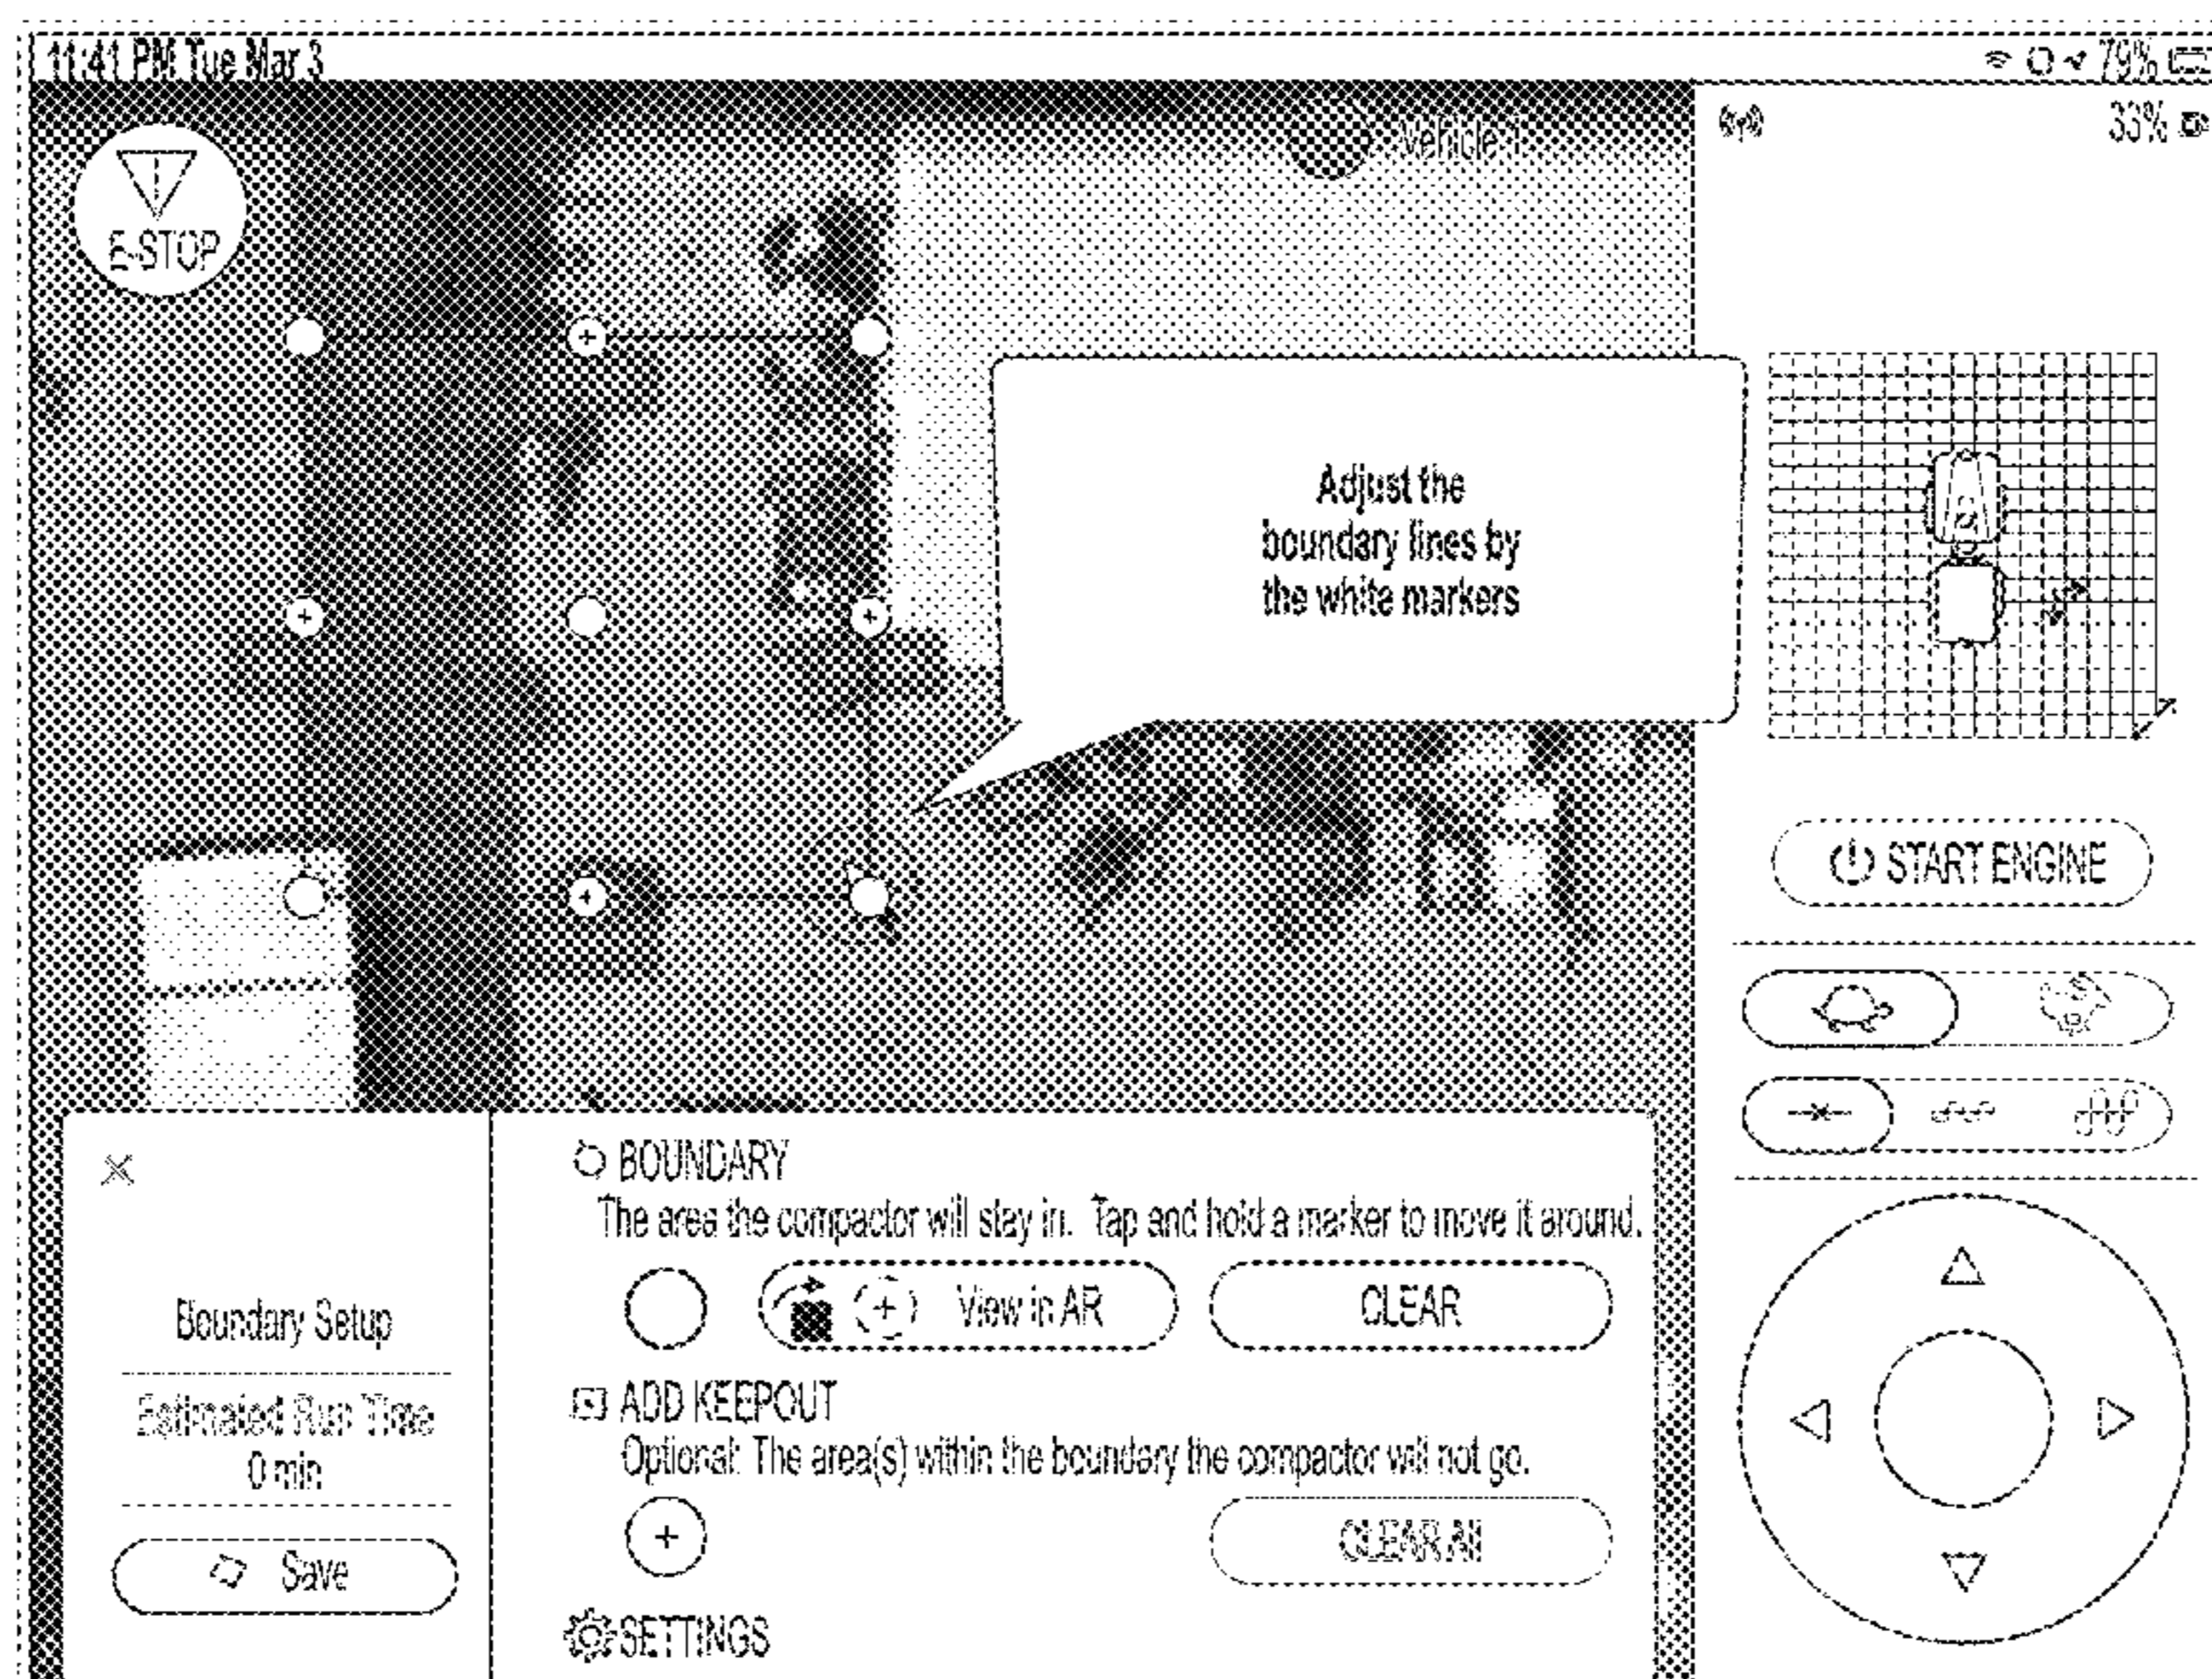 11:41 PM Tue Mar 3
79%
33%
Vehicle 1
E-STOP
Adjust the
boundary lines by
the white markers
START ENGINE
BOUNDARY
The area the compactor will stay in. Tap and hold a marker to move it around.
View in AR
CLEAR
Boundary Setup
Estimated Run Time
0 min
Save
ADD KEEPOUT
Optional: The area(s) within the boundary the compactor will not go.
CLEAR All
SETTINGS